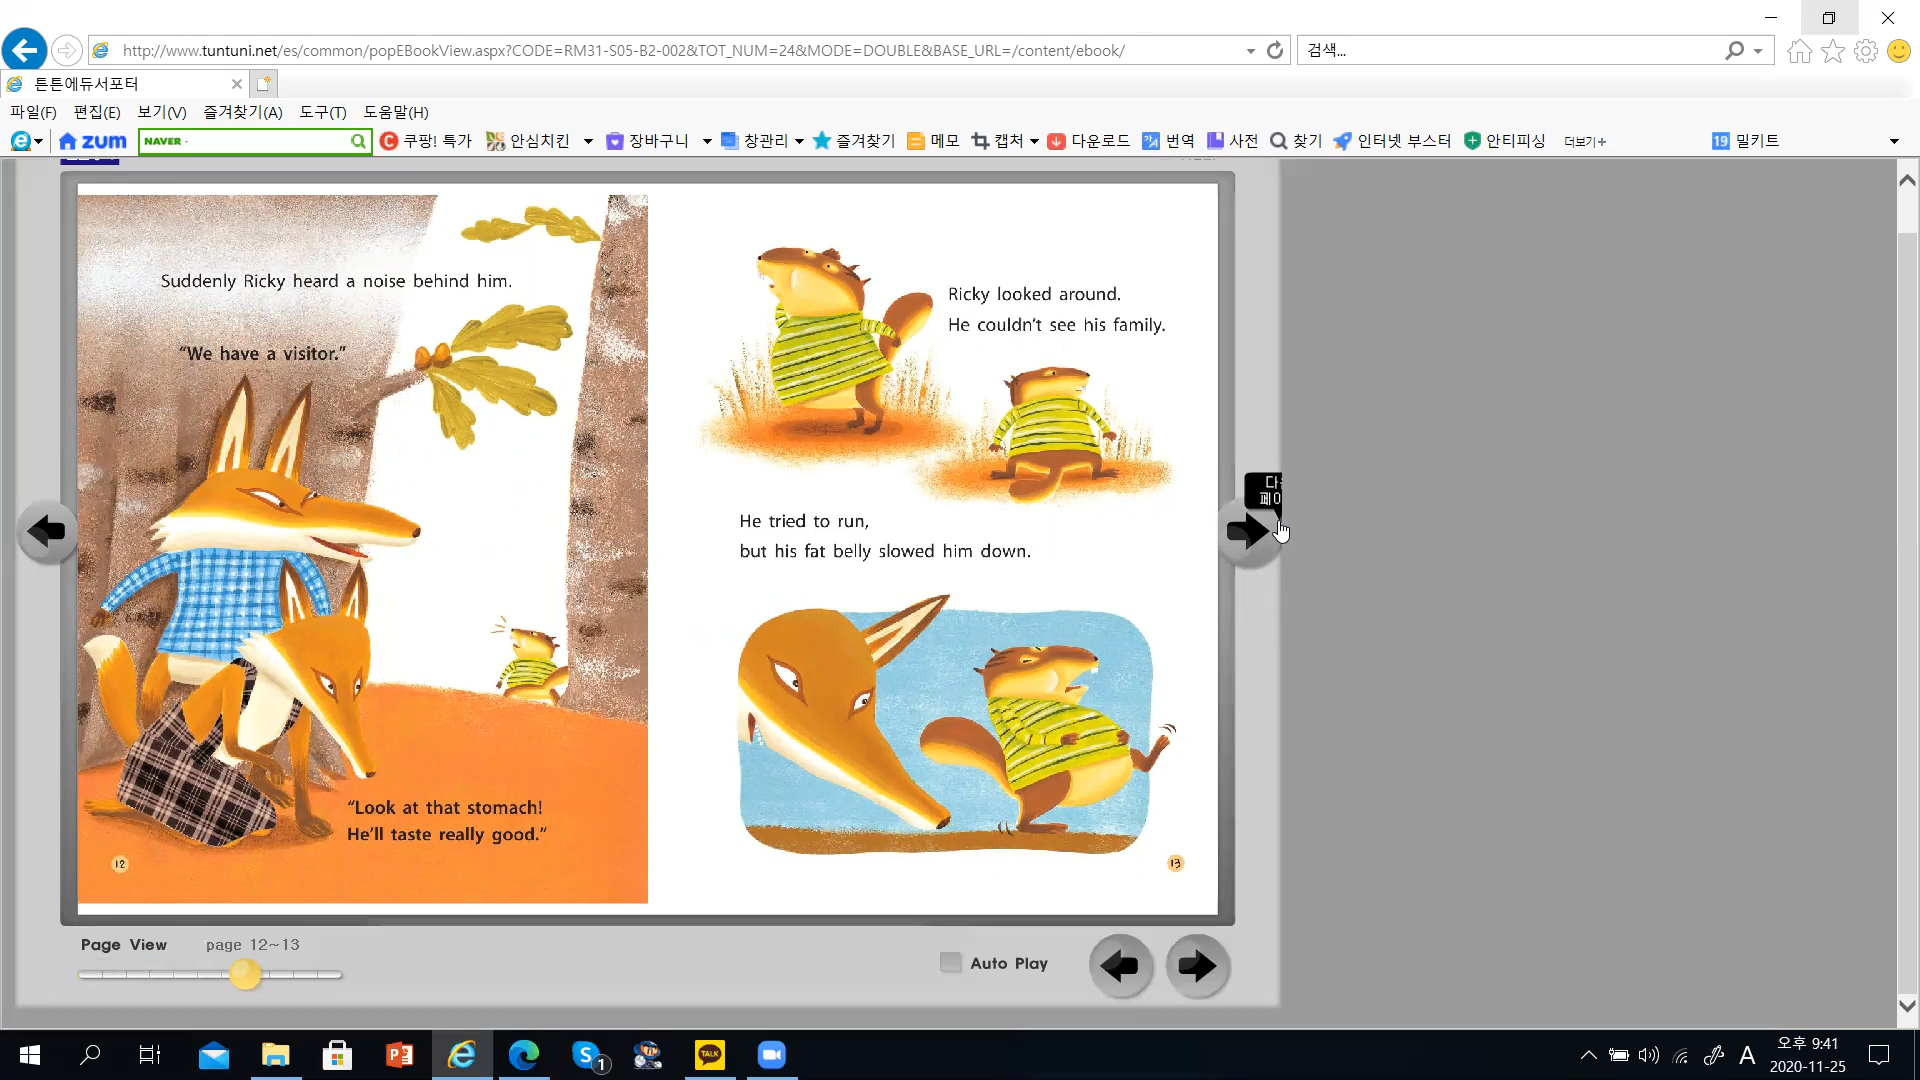 http://www.tuntuni.net/es/common/popEBookView.aspx?CODE=RM31-S05-B2-002&TOT_NUM=24&MODE=DOUBLE&BASE_URL=/content/ebook/
검색...
튼튼에듀서포터
파일(F) 편집(E) 보기(V) 즐겨찾기(A) 도구(T) 도움말(H)
zum NAVER 쿠팡! 특가 안심치킨 장바구니 창관리 즐겨찾기 메모 캡처 다운로드 번역 사전 찾기 인터넷 부스터 안티피싱 더보기+ 19 밀키트
Suddenly Ricky heard a noise behind him.
“We have a visitor.”
“Look at that stomach!
He’ll taste really good.”
12
Ricky looked around.
He couldn’t see his family.
He tried to run,
but his fat belly slowed him down.
13
Page View page 12~13
Auto Play
TALK
1
A
오후 9:41
2020-11-25